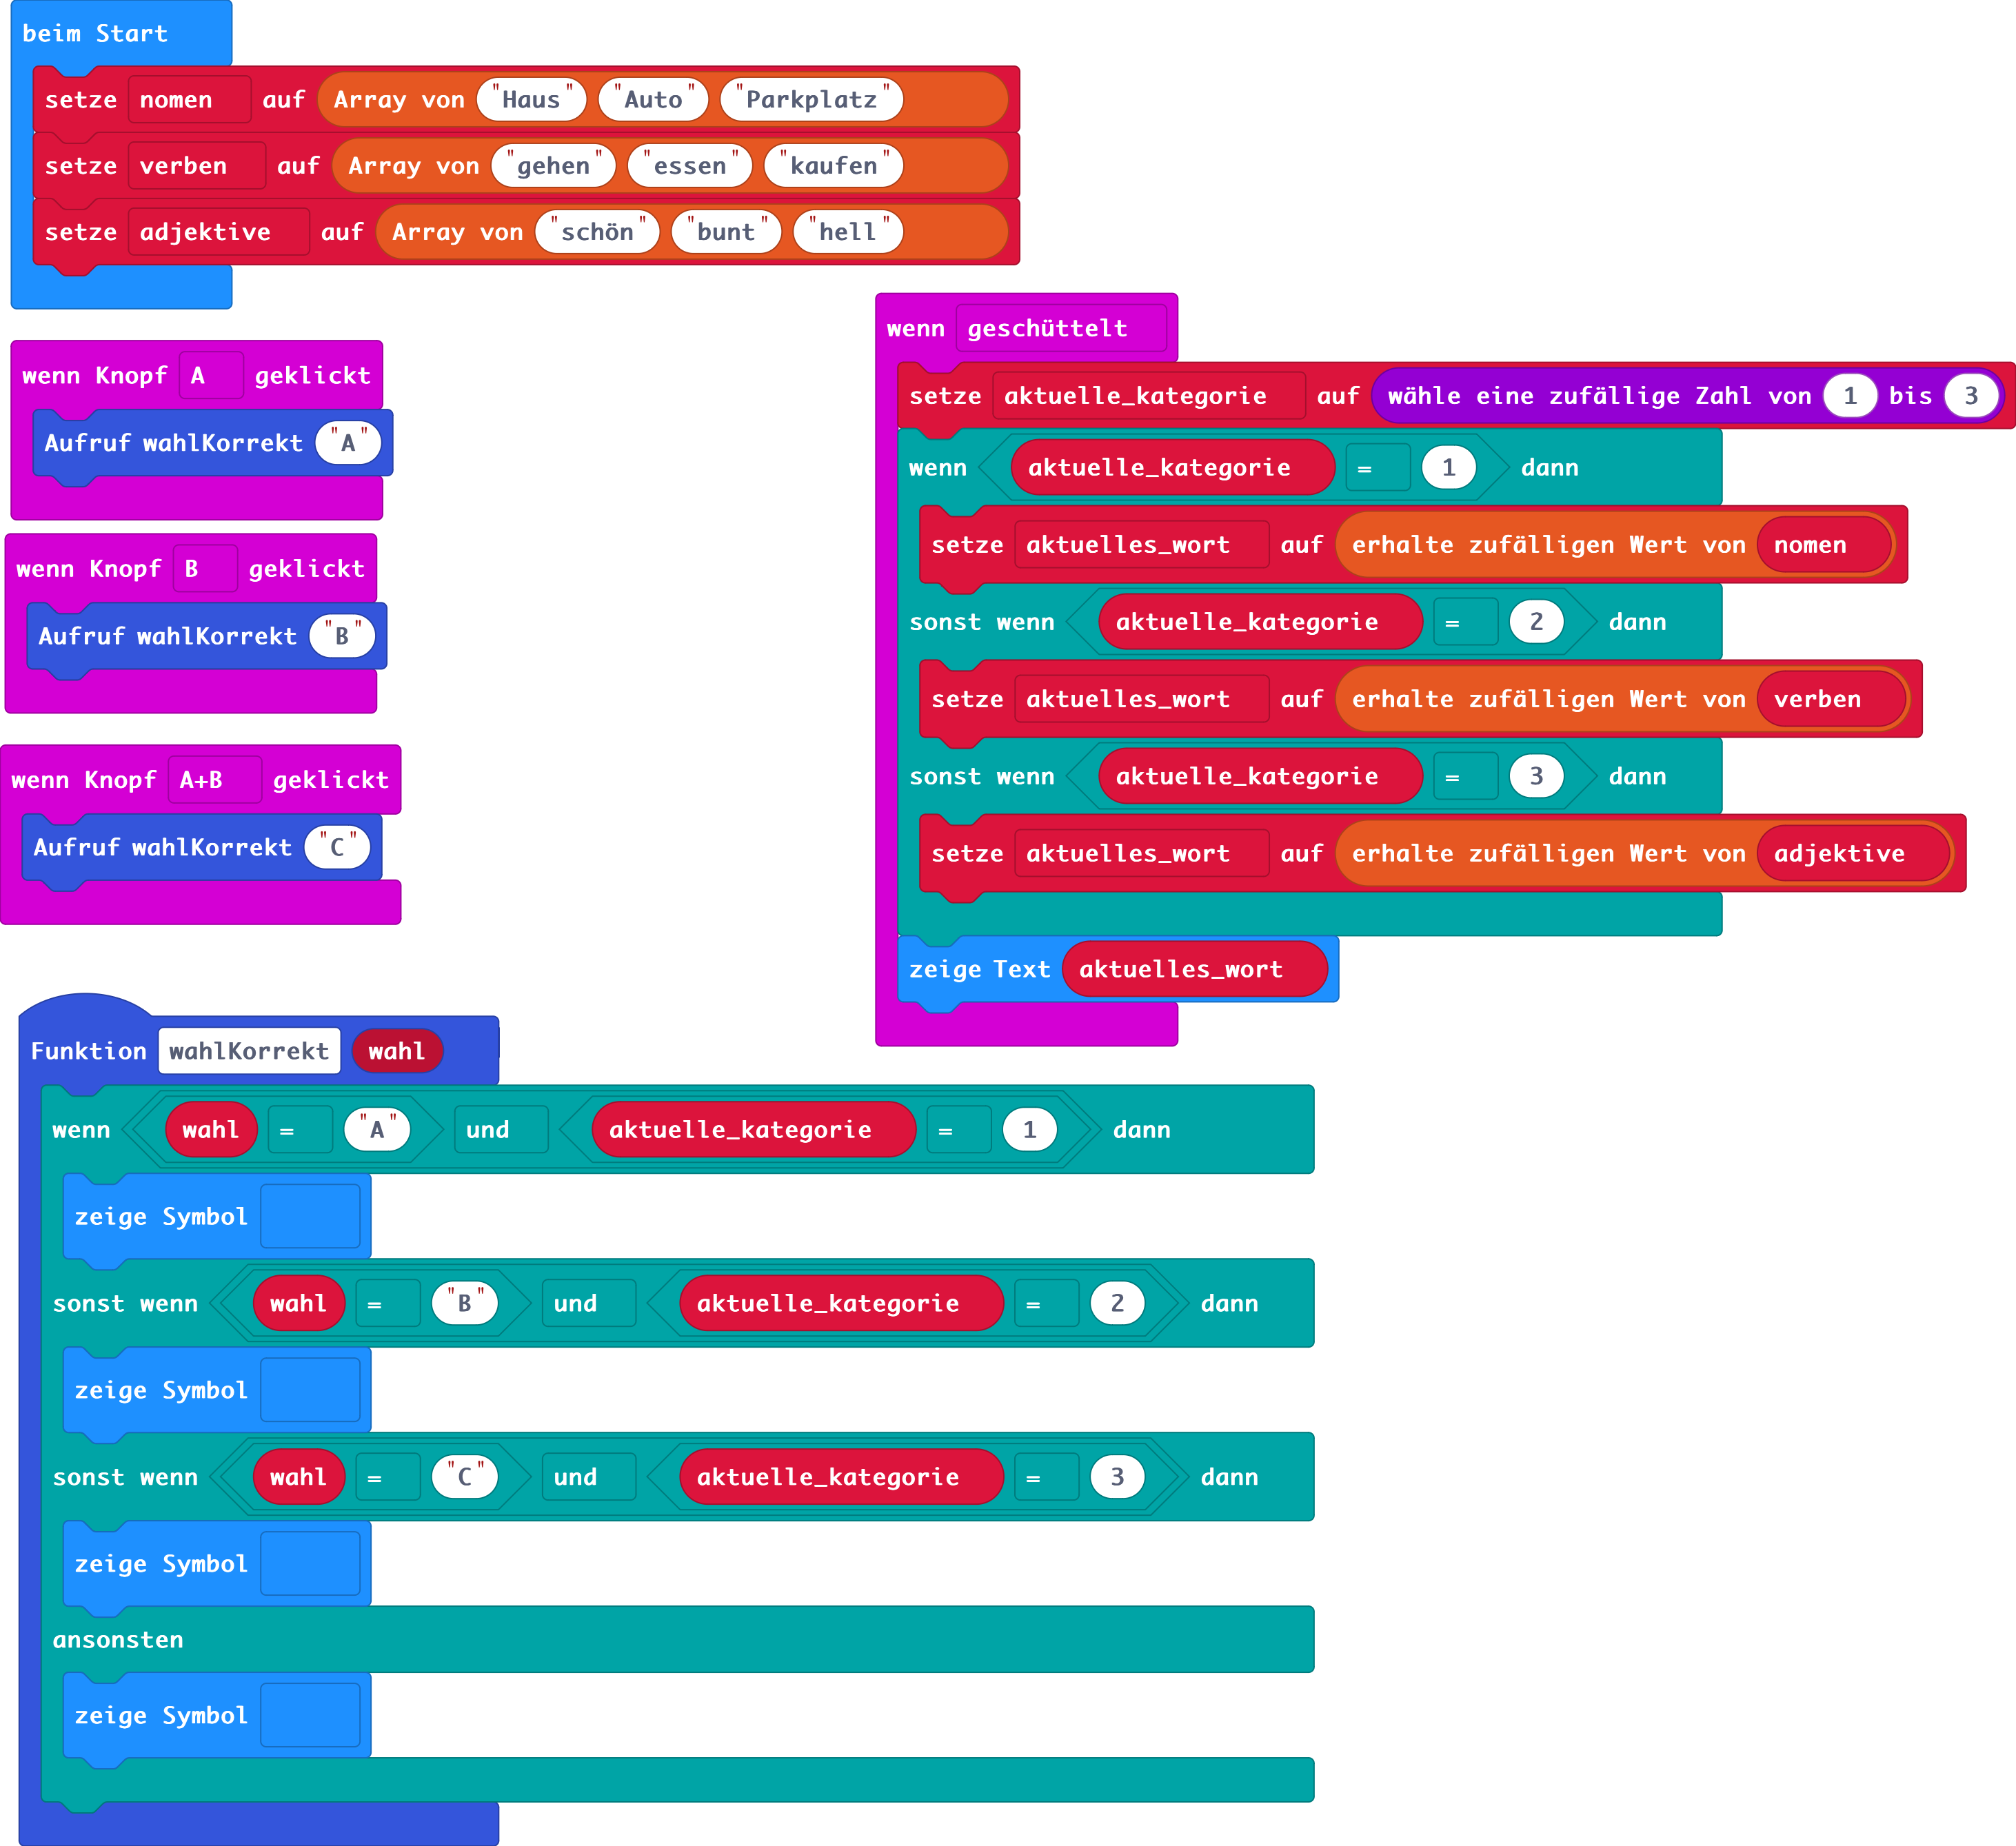 beim Start
setze nomen auf Array von "Haus" "Auto" "Parkplatz"
setze verben auf Array von "gehen" "essen" "kaufen"
setze adjektive auf Array von "schön" "bunt" "hell"
wenn Knopf A geklickt
Aufruf wahlKorrekt "A"
wenn Knopf B geklickt
Aufruf wahlKorrekt "B"
wenn Knopf A+B geklickt
Aufruf wahlKorrekt "C"
wenn geschüttelt
setze aktuelle_kategorie auf wähle eine zufällige Zahl von 1 bis 3
wenn aktuelle_kategorie = 1 dann
setze aktuelles_wort auf erhalte zufälligen Wert von nomen
sonst wenn aktuelle_kategorie = 2 dann
setze aktuelles_wort auf erhalte zufälligen Wert von verben
sonst wenn aktuelle_kategorie = 3 dann
setze aktuelles_wort auf erhalte zufälligen Wert von adjektive
zeige Text aktuelles_wort
Funktion wahlKorrekt wahl
wenn wahl = "A" und aktuelle_kategorie = 1 dann
zeige Symbol
sonst wenn wahl = "B" und aktuelle_kategorie = 2 dann
zeige Symbol
sonst wenn wahl = "C" und aktuelle_kategorie = 3 dann
zeige Symbol
ansonsten
zeige Symbol